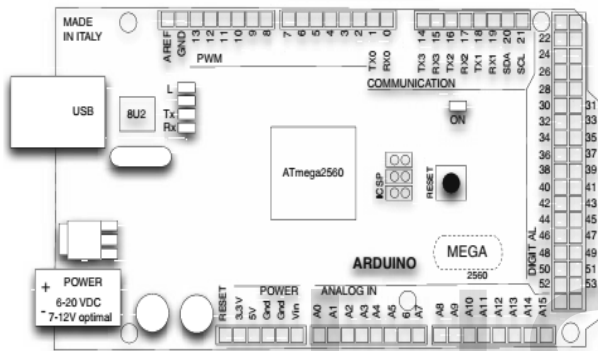 MADE
IN ITALY
AREF
GND
13
12
11
10
9
8
7
6
5
4
3
2
1
0
TX0
RX0
14
15
16
17
18
19
20
21
TX3
RX3
TX2
RX2
TX1
RX1
SDA
SCL
PWM
COMMUNICATION
22
24
26
28
30
32
34
36
38
40
42
44
46
48
50
52
31
33
35
37
39
41
43
45
47
49
51
53
DIGIT AL
USB
8U2
L
Tx
Rx
ON
ATmega2560
ICSP
RESET
ARDUINO
MEGA
2560
POWER
6-20 VDC
7-12V optimal
+
-
POWER
ANALOG IN
RESET
3,3V
5V
Gnd
Gnd
Vin
A0
A1
A2
A3
A4
A5
6
A7
A8
A9
A10
A11
A12
A13
A14
A15